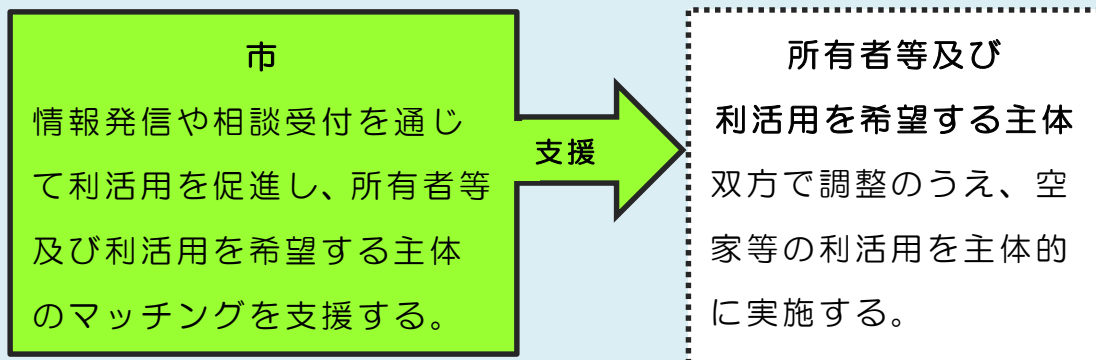 市
情報発信や相談受付を通じ
て利活用を促進し、所有者等
及び利活用を希望する主体
のマッチングを支援する。
支援
所有者等及び
利活用を希望する主体
双方で調整のうえ、空
家等の利活用を主体的
に実施する。